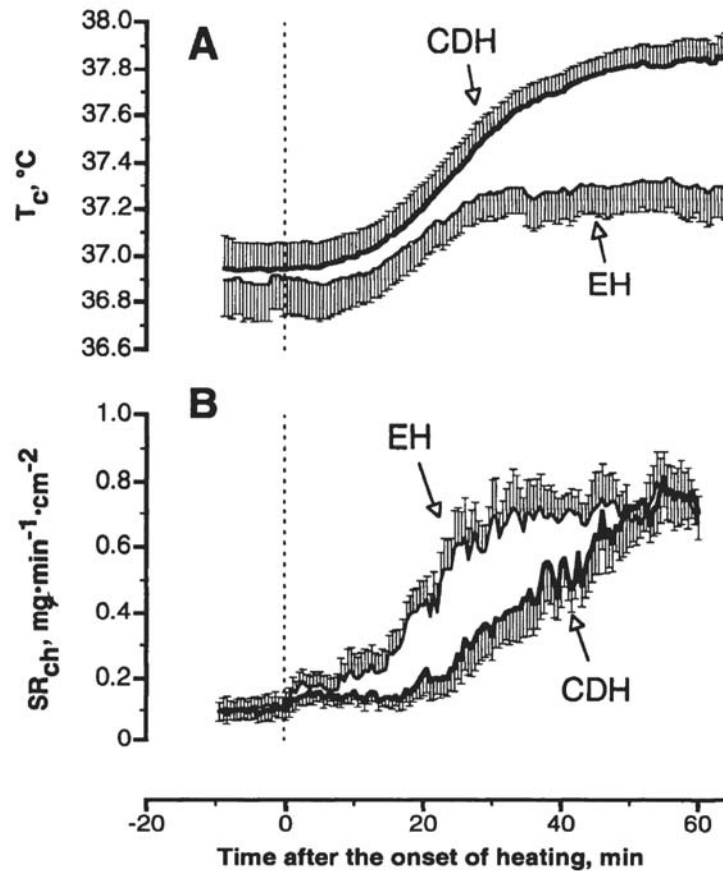 A
CDH
EH
38.0
37.8
37.6
37.4
37.2
37.0
36.8
36.6
Tc, °C
B
EH
CDH
1.0
0.8
0.6
0.4
0.2
0
SRch, mg·min-1·cm-2
-20 0 20 40 60
Time after the onset of heating, min